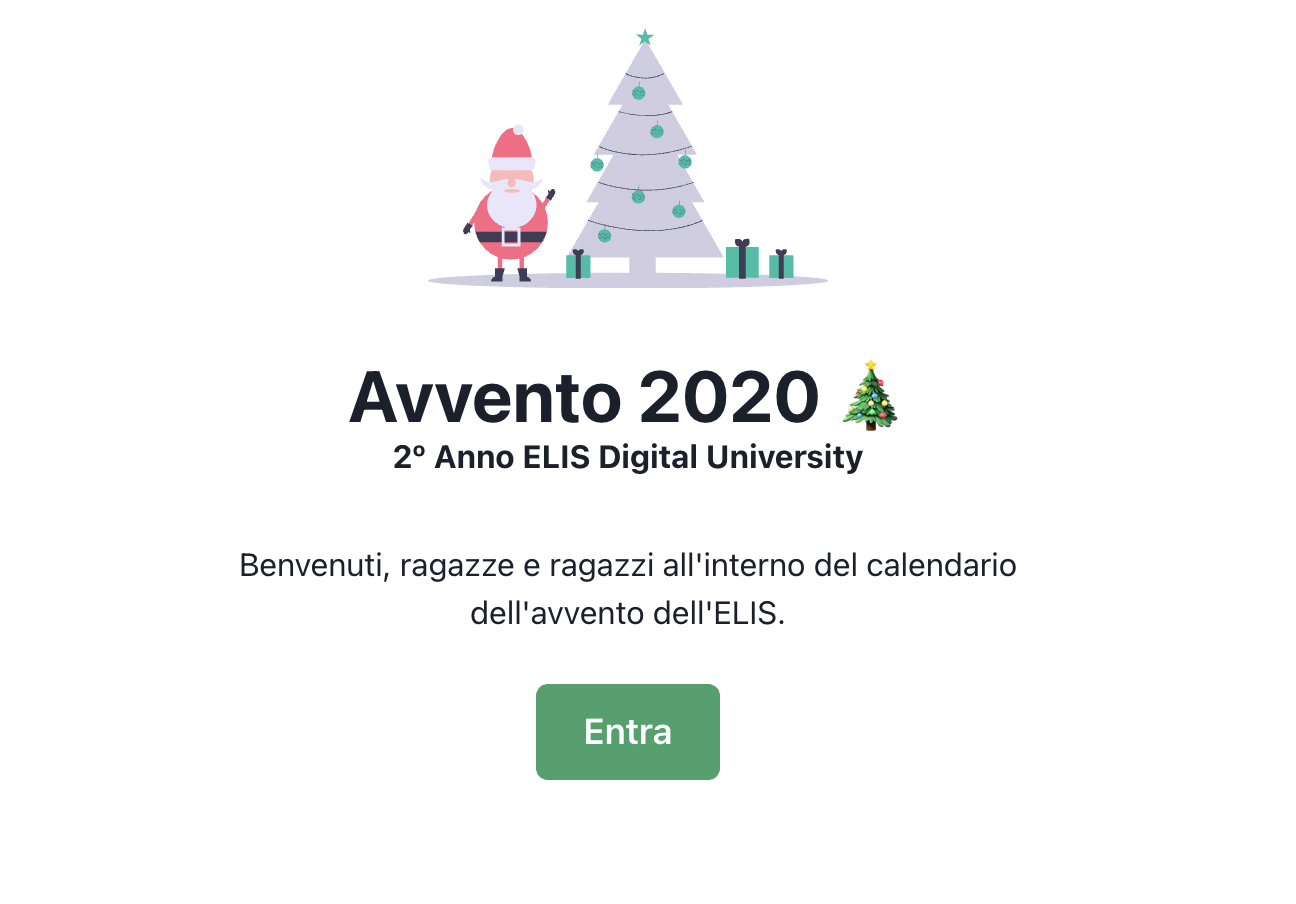 Avvento 2020 🎄
2º Anno ELIS Digital University
Benvenuti, ragazze e ragazzi all'interno del calendario
dell'avvento dell'ELIS.
Entra